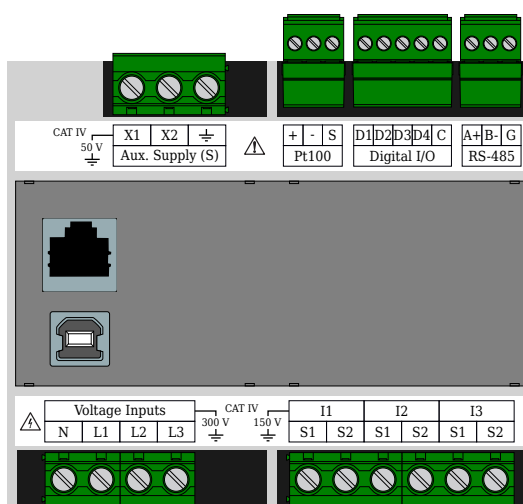 CAT IV
50 V
X1 X2
Aux. Supply (S)
+ - S
Pt100
D1 D2 D3 D4 C
Digital I/O
A+ B- G
RS-485
Voltage Inputs
N L1 L2 L3
300 V
CAT IV
150 V
I1 I2 I3
S1 S2 S1 S2 S1 S2